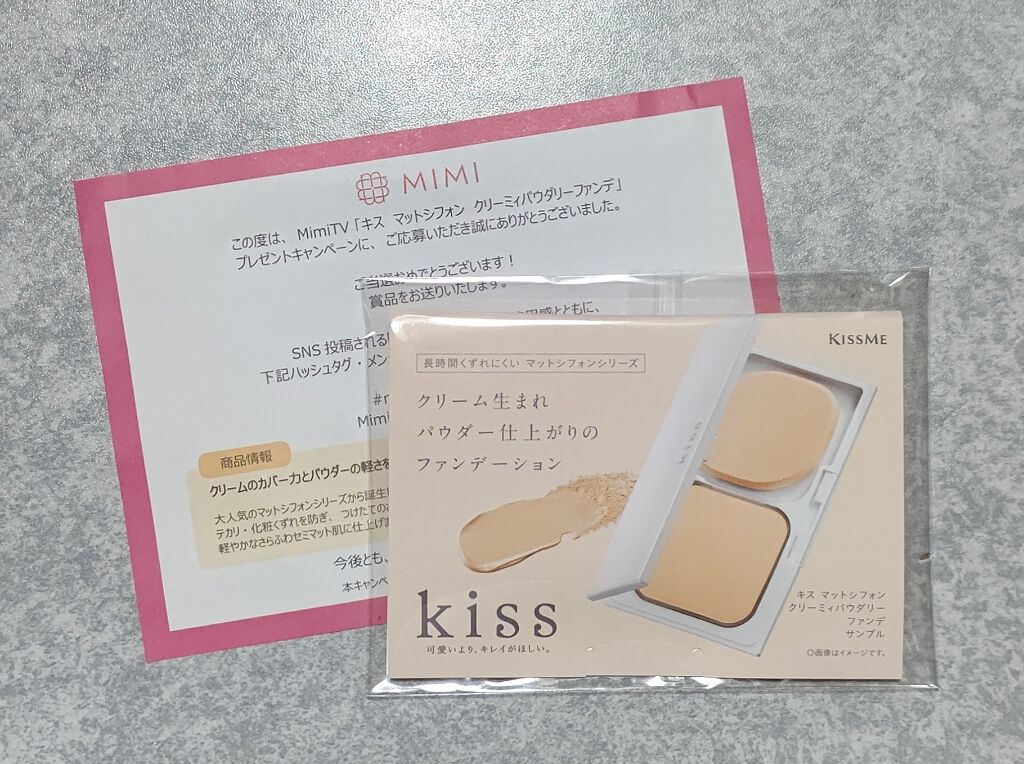 MIMI
この度は、MimiTV「キス マットシフォン クリーミィパウダリーファンデ」
プレゼントキャンペーンに、ご応募いただき誠にありがとうございました。
ご当選おめでとうございます！
賞品をお送りいたします。
感とともに、
SNS投稿される
下記ハッシュタグ・メン
Mimi
商品情報
クリームのカバー力とパウダーの軽さを
大人気のマットシフォンシリーズから誕生
テカリ・化粧くずれを防ぎ、つけたての
軽やかなさらふわセミマット肌に仕上げ
今後とも、
本キャンペ
KISSME
長時間くずれにくい マットシフォンシリーズ
クリーム生まれ
パウダー仕上がりの
ファンデーション
kiss
可愛いより、キレイがほしい。
キス マットシフォン
クリーミィパウダリー
ファンデ
サンプル
◎画像はイメージです。